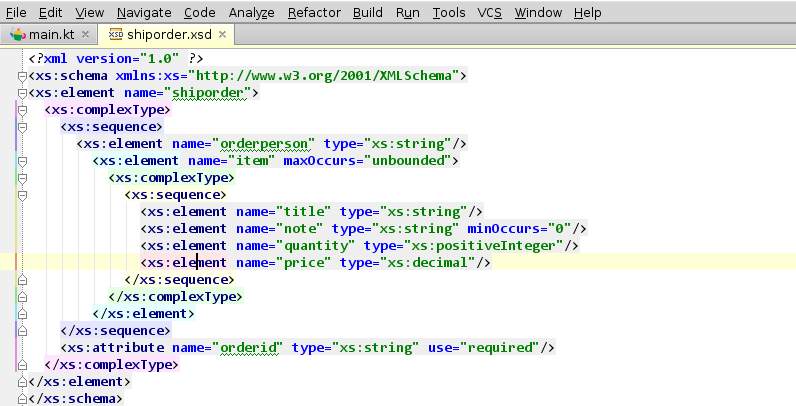 File Edit View Navigate Code Analyze Refactor Build Run Tools VCS Window Help
main.kt shiporder.xsd
<?xml version="1.0" ?>
<xs:schema xmlns:xs="http://www.w3.org/2001/XMLSchema">
<xs:element name="shiporder">
<xs:complexType>
<xs:sequence>
<xs:element name="orderperson" type="xs:string"/>
<xs:element name="item" maxOccurs="unbounded">
<xs:complexType>
<xs:sequence>
<xs:element name="title" type="xs:string"/>
<xs:element name="note" type="xs:string" minOccurs="0"/>
<xs:element name="quantity" type="xs:positiveInteger"/>
<xs:element name="price" type="xs:decimal"/>
</xs:sequence>
</xs:complexType>
</xs:element>
</xs:sequence>
<xs:attribute name="orderid" type="xs:string" use="required"/>
</xs:complexType>
</xs:element>
</xs:schema>